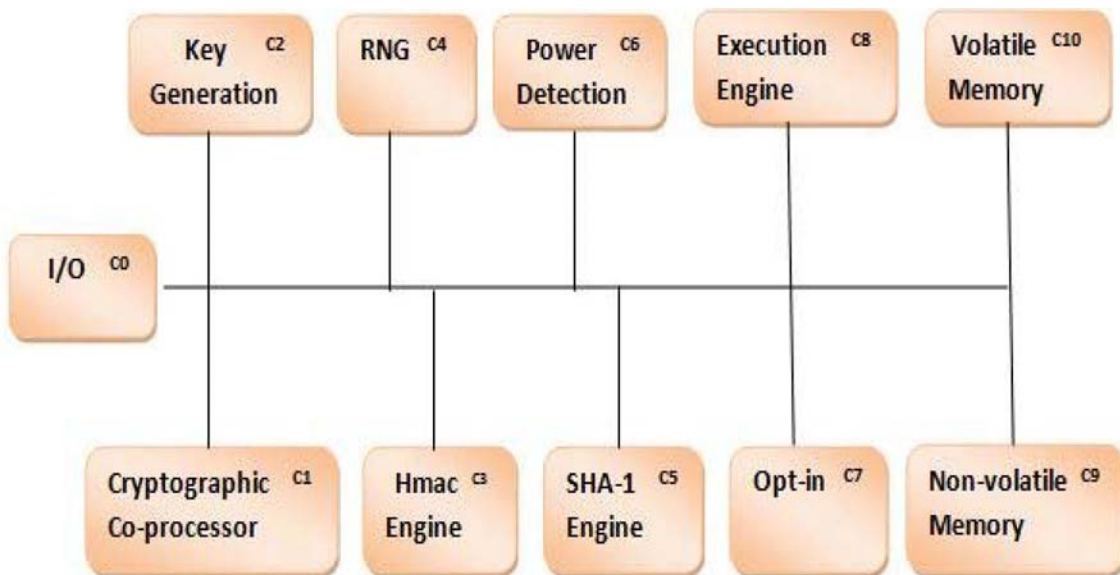 Key C2
Generation
RNG C4
Power C6
Detection
Execution C8
Engine
Volatile C10
Memory
I/O C0
Cryptographic C1
Co-processor
Hmac C3
Engine
SHA-1 C5
Engine
Opt-in C7
Non-volatile C9
Memory